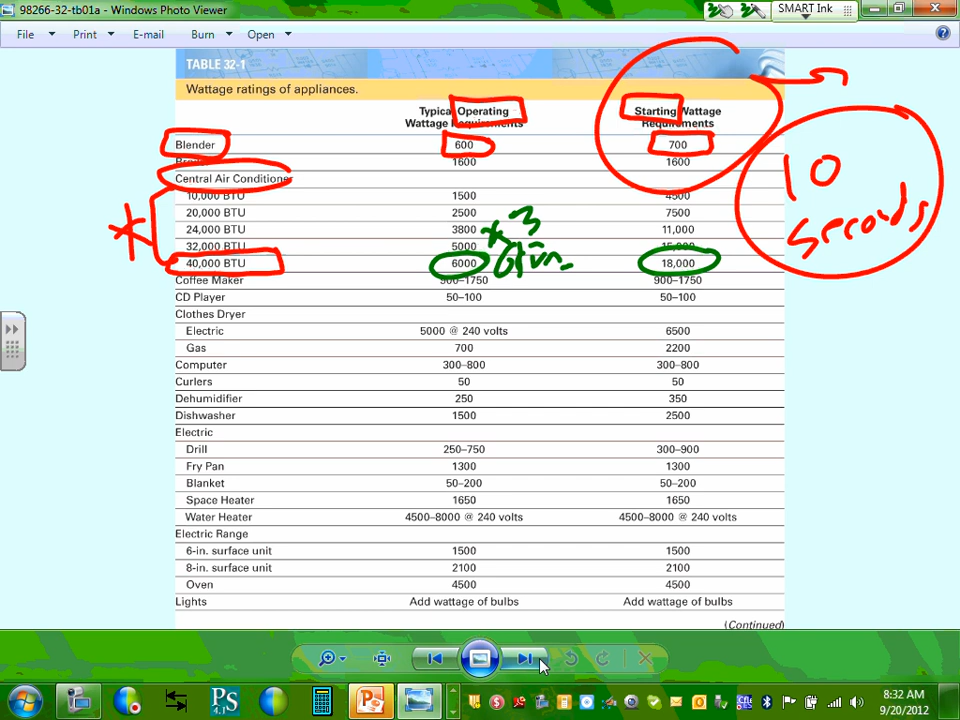 98266-32-tb01a - Windows Photo Viewer
SMART Ink
File Print E-mail Burn Open
TABLE 32-1
Wattage ratings of appliances.
Typical Operating Wattage Requirements
Starting Wattage Requirements
Blender 600 700
1600 1600
Central Air Conditioner
10,000 BTU 1500 4500
20,000 BTU 2500 7500
24,000 BTU 3800 11,000
32,000 BTU 5000 15,000
40,000 BTU 6000 18,000
Coffee Maker 900–1750 900–1750
CD Player 50–100 50–100
Clothes Dryer
Electric 5000 @ 240 volts 6500
Gas 700 2200
Computer 300–800 300–800
Curlers 50 50
Dehumidifier 250 350
Dishwasher 1500 2500
Electric
Drill 250–750 300–900
Fry Pan 1300 1300
Blanket 50–200 50–200
Space Heater 1650 1650
Water Heater 4500–8000 @ 240 volts 4500–8000 @ 240 volts
Electric Range
6-in. surface unit 1500 1500
8-in. surface unit 2100 2100
Oven 4500 4500
Lights Add wattage of bulbs Add wattage of bulbs
(Continued)
10
seconds
3
8:32 AM
9/20/2012